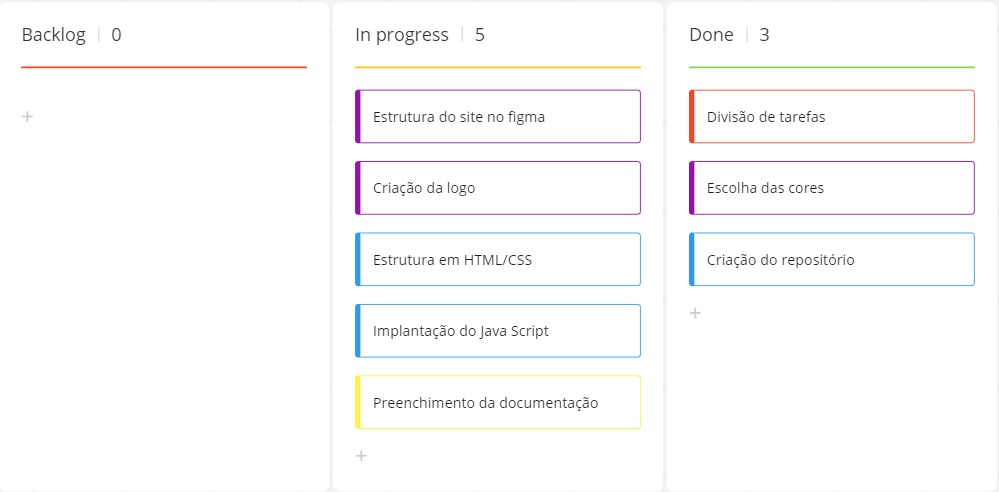 Backlog | 0
In progress | 5
Done | 3
+
Estrutura do site no figma
Criação da logo
Estrutura em HTML/CSS
Implantação do Java Script
Preenchimento da documentação
+
Divisão de tarefas
Escolha das cores
Criação do repositório
+